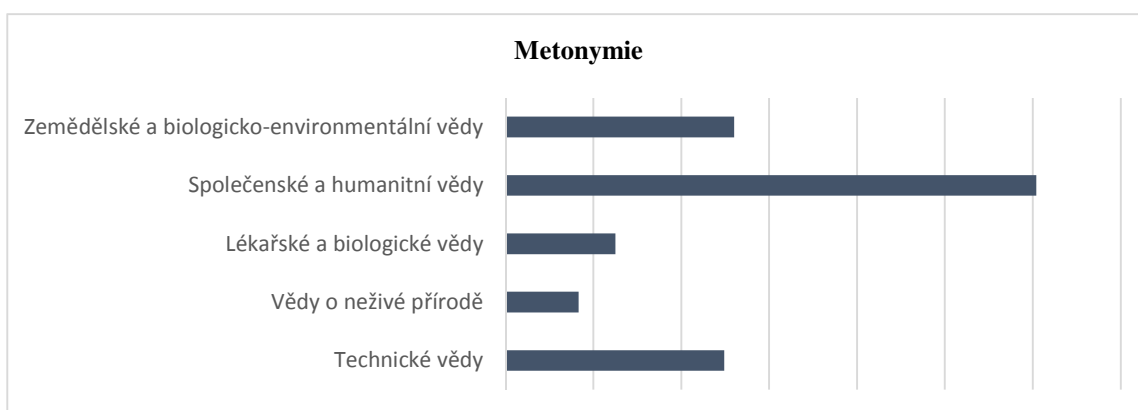 Metonymie
Zemědělské a biologicko-environmentální vědy
Společenské a humanitní vědy
Lékařské a biologické vědy
Vědy o neživé přírodě
Technické vědy